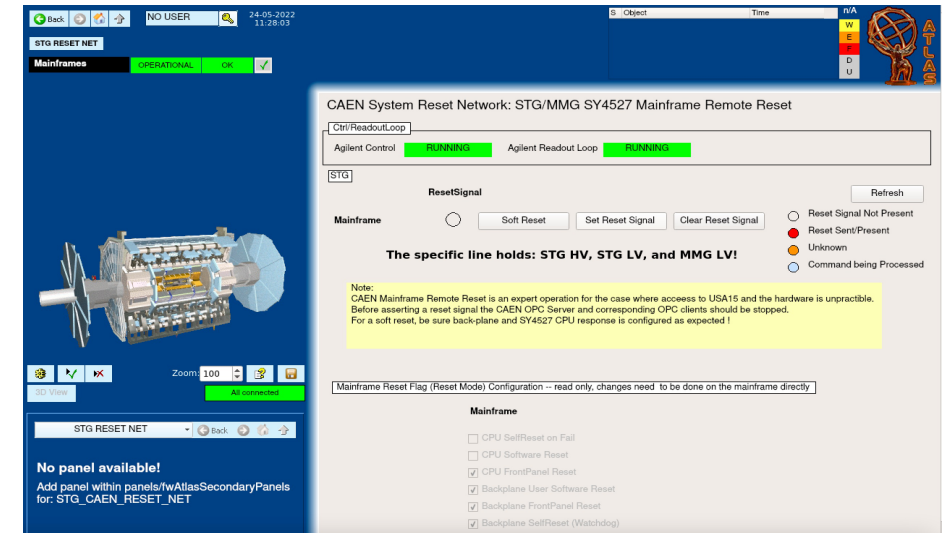 Back
NO USER
24-05-2022
11:28:03
S Object Time
n/A
W
E
F
D
U
ATLAS
STG RESET NET
Mainframes OPERATIONAL OK
CAEN System Reset Network: STG/MMG SY4527 Mainframe Remote Reset
Ctrl/ReadoutLoop
Agilent Control RUNNING Agilent Readout Loop RUNNING
STG
ResetSignal
Refresh
Mainframe Soft Reset Set Reset Signal Clear Reset Signal
Reset Signal Not Present
Reset Sent/Present
Unknown
Command being Processed
The specific line holds: STG HV, STG LV, and MMG LV!
Note:
CAEN Mainframe Remote Reset is an expert operation for the case where acceess to USA15 and the hardware is unpractible.
Before asserting a reset signal the CAEN OPC Server and corresponding OPC clients should be stopped.
For a soft reset, be sure back-plane and SY4527 CPU response is configured as expected !
Zoom: 100
3D View
All connected
Mainframe Reset Flag (Reset Mode) Configuration -- read only, changes need to be done on the mainframe directly
Mainframe
CPU SelfReset on Fail
CPU Software Reset
CPU FrontPanel Reset
Backplane User Software Reset
Backplane FrontPanel Reset
Backplane SelfReset (Watchdog)
STG RESET NET Back
No panel available!
Add panel within panels/fwAtlasSecondaryPanels
for: STG_CAEN_RESET_NET